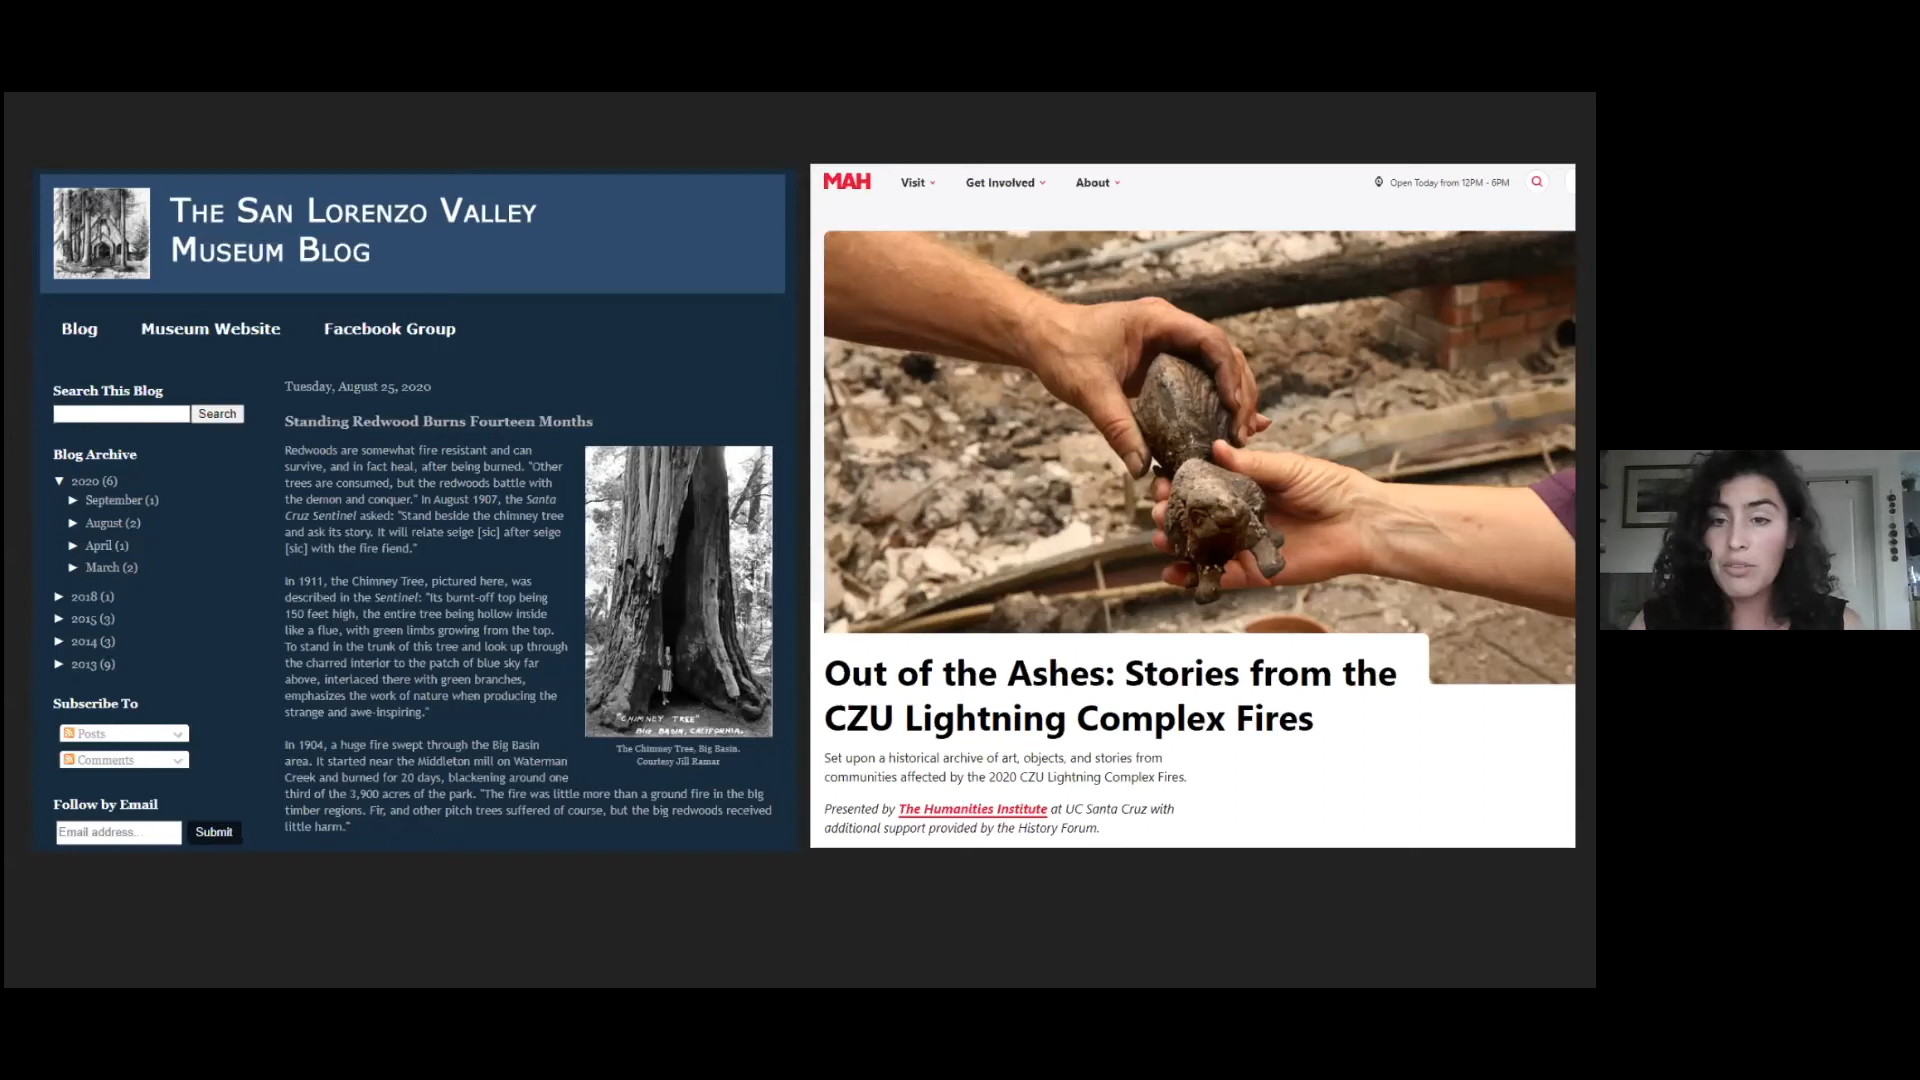 THE SAN LORENZO VALLEY
MUSEUM BLOG
Blog
Museum Website
Facebook Group
Search This Blog
Search
Blog Archive
▼ 2020 (6)
► September (1)
► August (2)
► April (1)
► March (2)
► 2018 (1)
► 2015 (3)
► 2014 (3)
► 2013 (9)
Subscribe To
Posts
Comments
Follow by Email
Email address...
Submit
Tuesday, August 25, 2020
Standing Redwood Burns Fourteen Months
Redwoods are somewhat fire resistant and can
survive, and in fact heal, after being burned. "Other
trees are consumed, but the redwoods battle with
the demon and conquer." In August 1907, the Santa
Cruz Sentinel asked: "Stand beside the chimney tree
and ask its story. It will relate seige [sic] after seige
[sic] with the fire fiend."
In 1911, the Chimney Tree, pictured here, was
described in the Sentinel: "Its burnt-off top being
150 feet high, the entire tree being hollow inside
like a flue, with green limbs growing from the top.
To stand in the trunk of this tree and look up through
the charred interior to the patch of blue sky far
above, interlaced there with green branches,
emphasizes the work of nature when producing the
strange and awe-inspiring."
In 1904, a huge fire swept through the Big Basin
area. It started near the Middleton mill on Waterman
Creek and burned for 20 days, blackening around one
third of the 3,900 acres of the park. "The fire was little more than a ground fire in the big
timber regions. Fir, and other pitch trees suffered of course, but the big redwoods received
little harm."
"CHIMNEY TREE"
BIG BASIN, CALIFORNIA.
The Chimney Tree, Big Basin.
Courtesy Jill Ramar
MAH
Visit
Get Involved
About
Open Today from 12PM - 6PM
Out of the Ashes: Stories from the
CZU Lightning Complex Fires
Set upon a historical archive of art, objects, and stories from
communities affected by the 2020 CZU Lightning Complex Fires.
Presented by The Humanities Institute at UC Santa Cruz with
additional support provided by the History Forum.